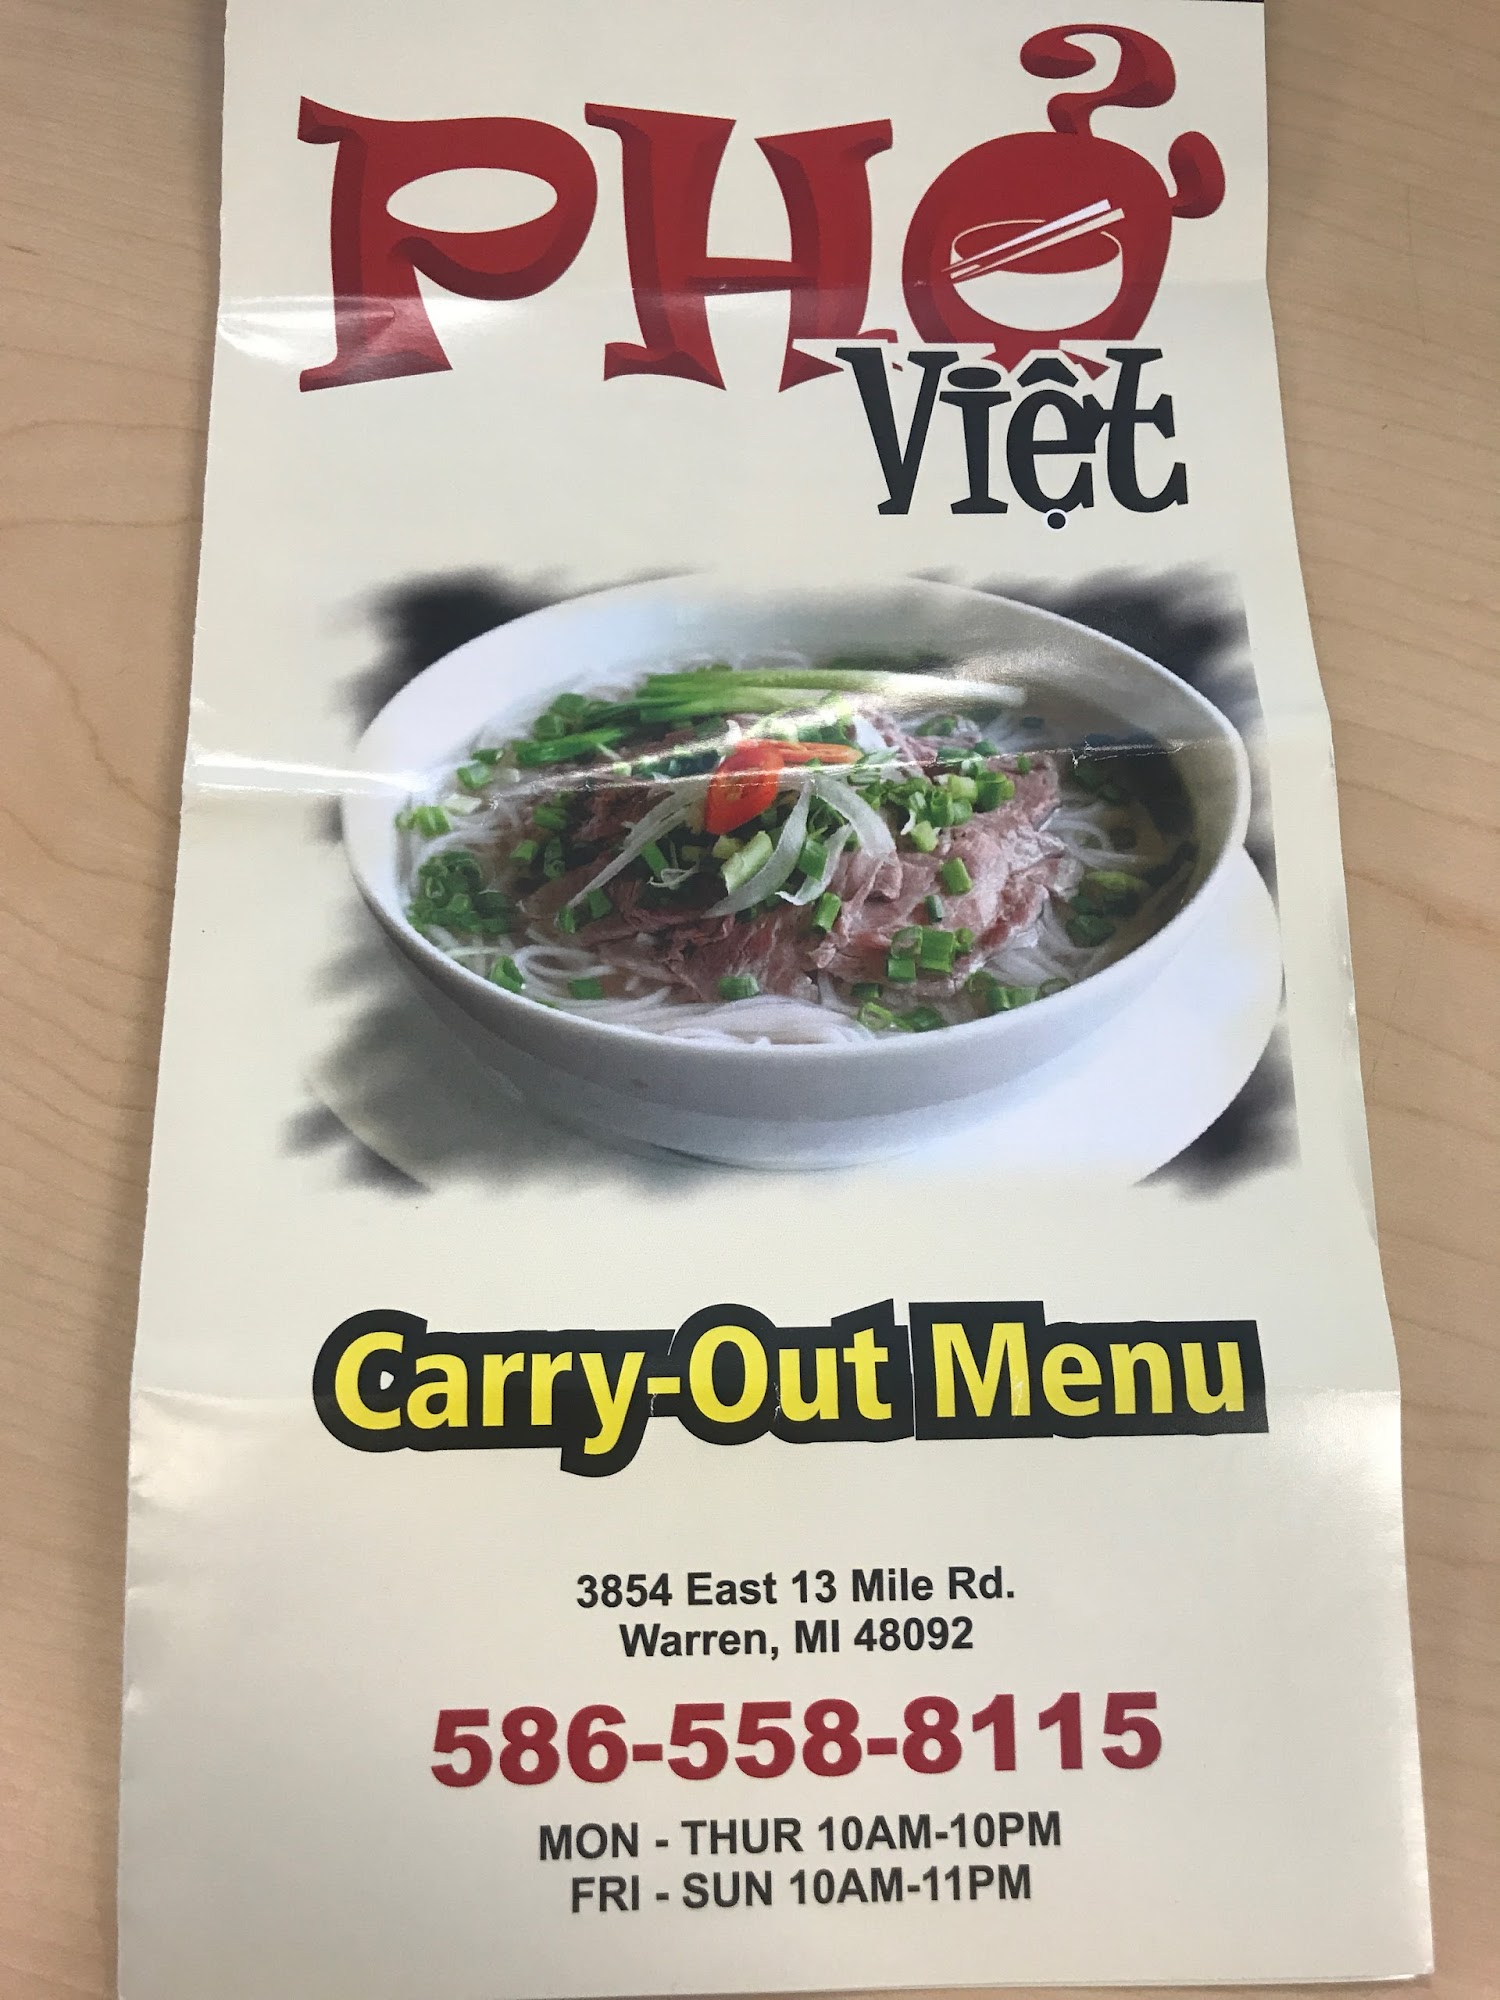 PHỞ
Việt
Carry-Out Menu
3854 East 13 Mile Rd.
Warren, MI 48092
586-558-8115
MON - THUR 10AM-10PM
FRI - SUN 10AM-11PM